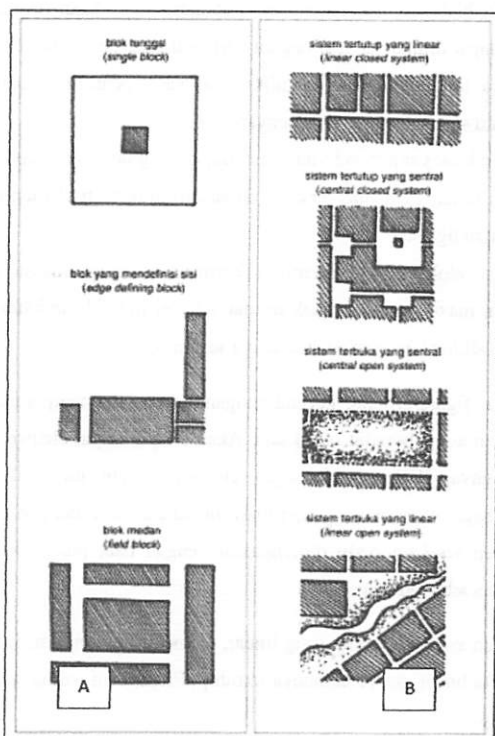 blok tunggal
(single block)
blok yang mendefinisi sisi
(edge defining block)
blok medan
(field block)
A
sistem tertutup yang linear
(linear closed system)
sistem tertutup yang sentral
(central closed system)
sistem terbuka yang sentral
(central open system)
sistem terbuka yang linear
(linear open system)
B